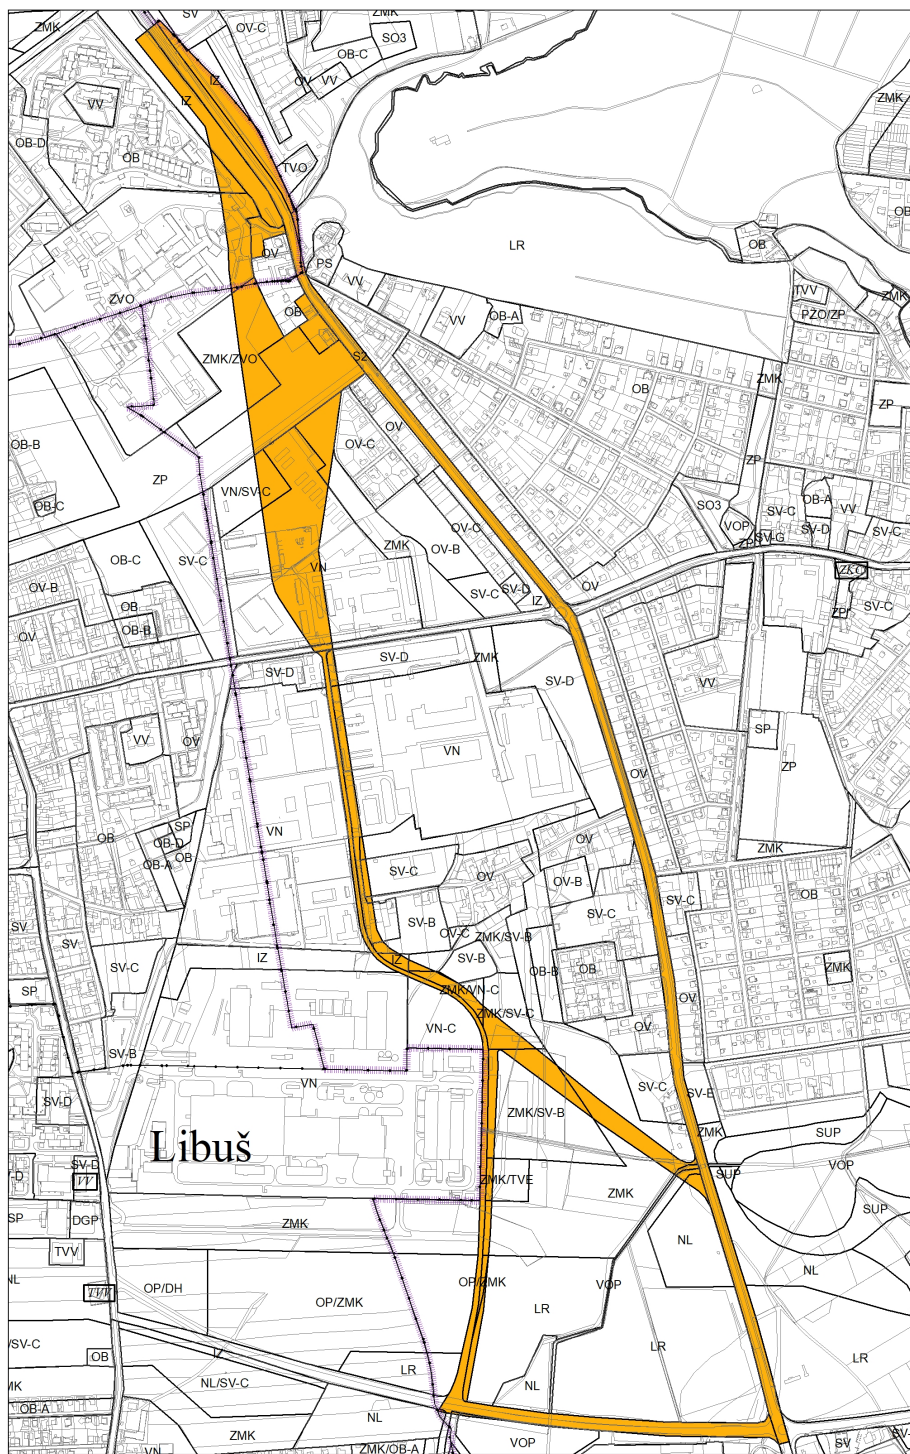 ZMK
SV
OV-C
ZMK
SO3
OB-C
OV
VV
IZ
IZ
ZMK
VV
OB-D
OB
TVO
OB
LR
OB
OV
PS
VV
TVV
ZMK
PZO/ZP
ZVO
OB
VV
OB-A
S2
ZMK/ZVO
OB
ZMK
ZP
OB-B
OV-C
OV
ZP
ZP
VN/SV-C
OB-C
SO3
SV-C
OB-A
VV
VOP
SV-D
SV-C
OV-C
OB-C
SV-C
ZMK
OV-B
ZP
SV-G
OV-B
VN
SV-C
SV-D
OV
ZKC
OB
IZ
ZP
SV-C
OV
OB-B
SV-D
SV-D
ZMK
SV-D
VV
SP
VV
OV
VN
ZP
OV
SP
VN
OB
OB-D
OB
OB-A
OV
ZMK
SV-C
OV
OV-B
OB
SV
SV
SV-B
OV-C
ZMK/SV-B
SV-C
SV-C
SV-C
IZ
IZ
SV-B
OB-B
OB
ZMK
SP
ZMK/VN-C
OV
ZMK/SV-C
VN-C
OV
SV-B
VN
SV-C
SV-E
SV-D
ZMK/SV-B
ZMK
SUP
Libuš
SV-D
-D
VV
SUP
VOP
ZMK/TVE
ZMK
SP
DGP
ZMK
SUP
TVV
NL
NL
NL
OP/DH
OP/ZMK
OP/ZMK
VOP
TVV
LR
/SV-C
LR
OB
IZ
LR
LR
MK
NL/SV-C
NL
OB-A
NL
ZMK
VN
ZMK/OB-A
VOP
SV
SV-